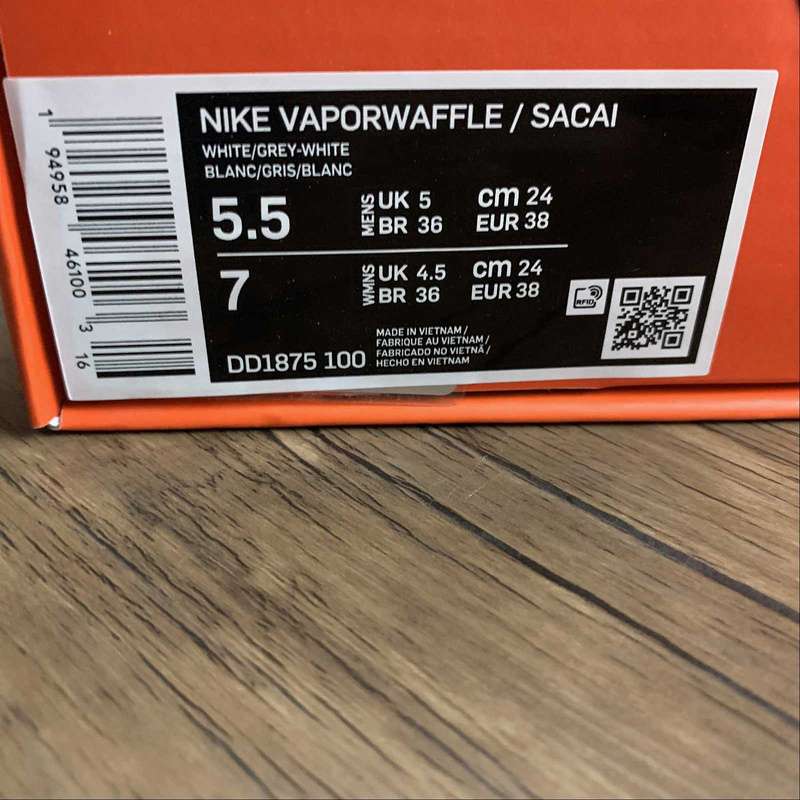 NIKE VAPORWAFFLE / SACAI
WHITE/GREY-WHITE
BLANC/GRIS/BLANC
5.5 MENS UK 5 cm 24
BR 36 EUR 38
7 WMNS UK 4.5 cm 24
BR 36 EUR 38
RFID
DD1875 100
MADE IN VIETNAM /
FABRIQUE AU VIETNAM /
FABRICADO NO VIETNÃ /
HECHO EN VIETNAM
1 94958 46100 3 16